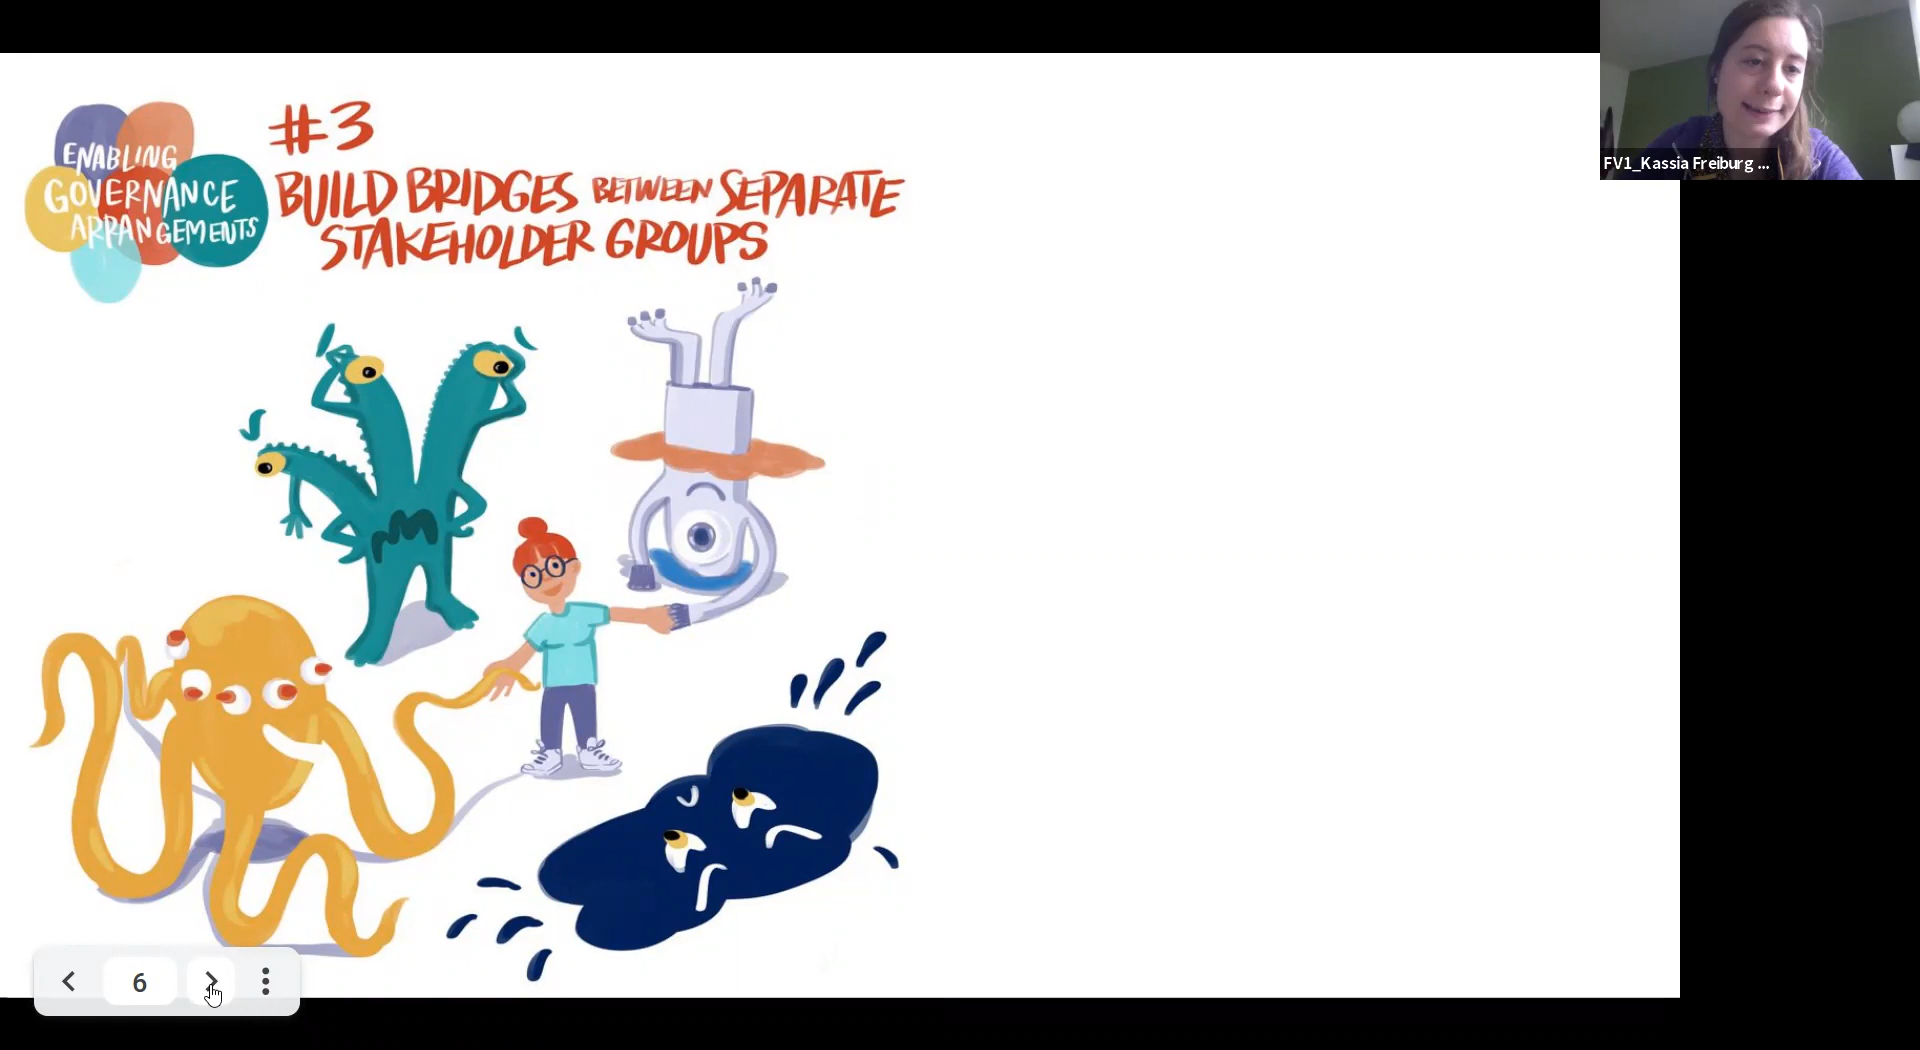 ENABLING
GOVERNANCE
ARRANGEMENTS
#3
BUILD BRIDGES BETWEEN SEPARATE
STAKEHOLDER GROUPS
FV1_Kassia Freiburg ...
6